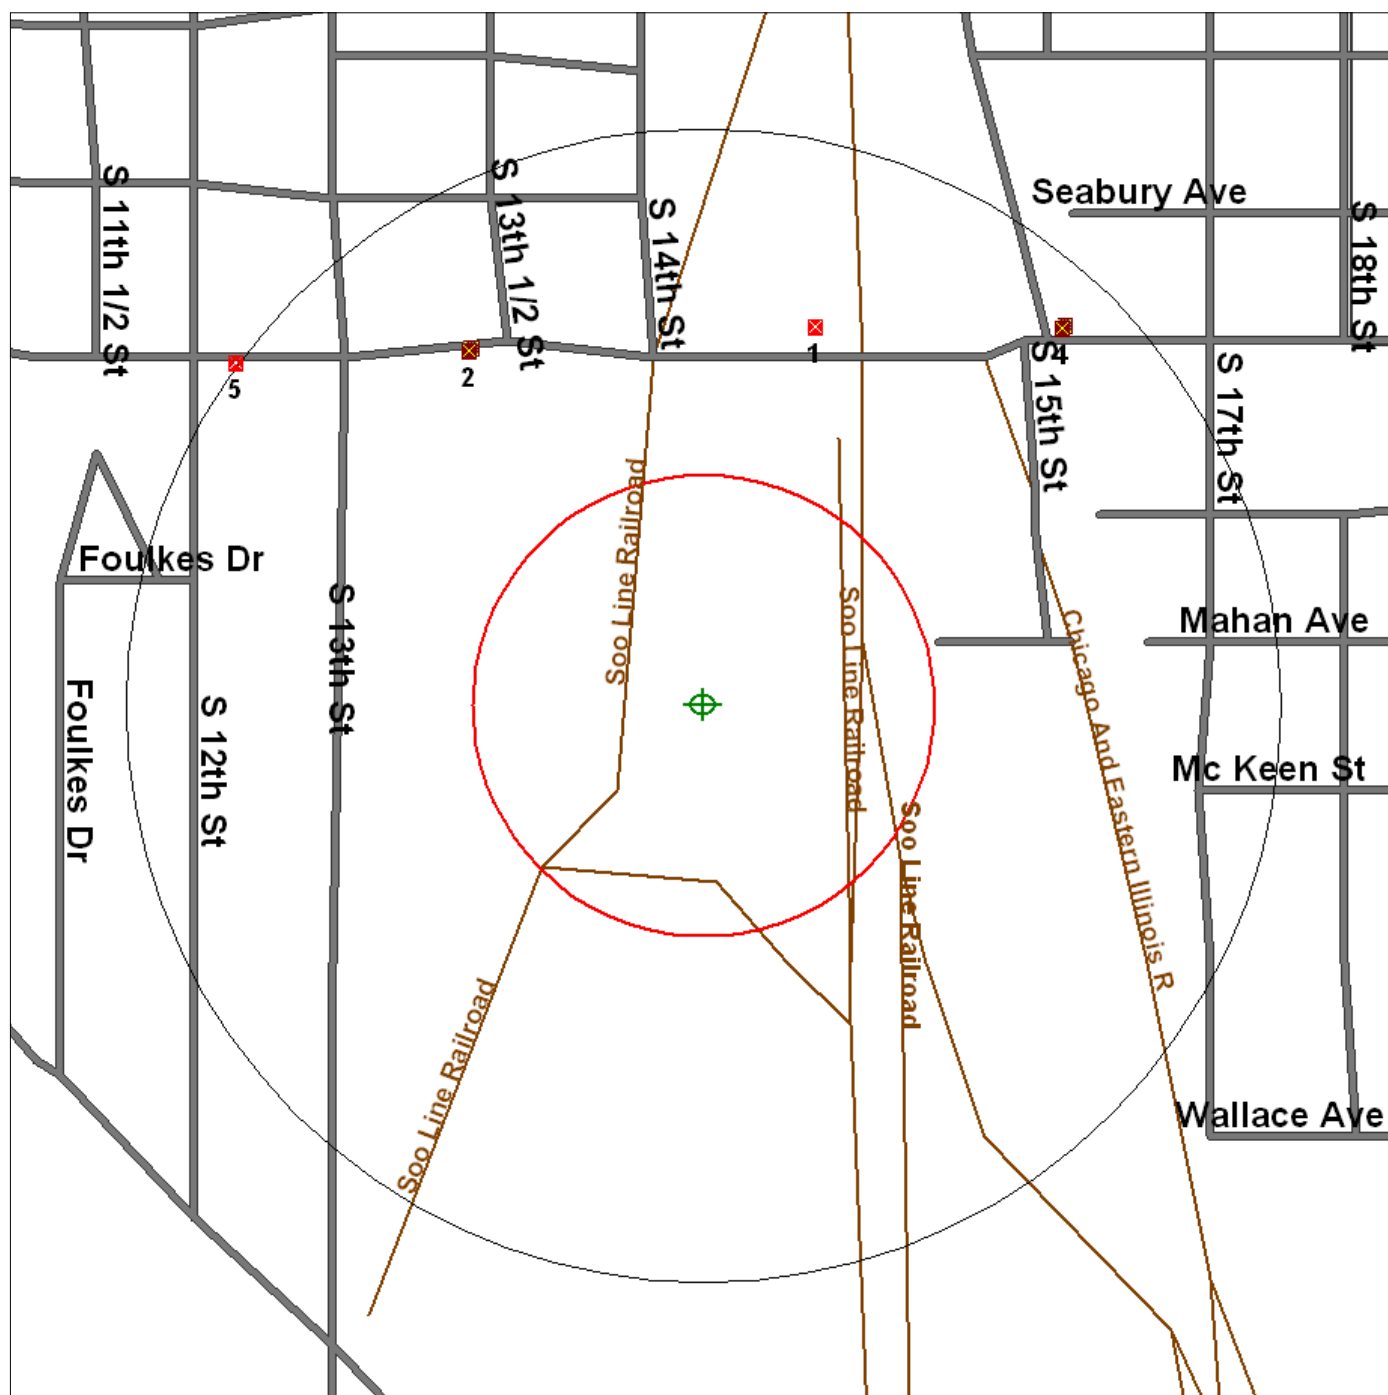 Seabury Ave
S 11th 1/2 St
S 13th 1/2 St
S 14th St
S 18th St
1
4
2
5
S 15th St
S 17th St
Soo Line Railroad
Foulkes Dr
S 13th St
Soo Line Railroad
Mahan Ave
Chicago And Eastern Illinois R
Foulkes Dr
S 12th St
Mc Keen St
Soo Line Railroad
Soo Line Railroad
Wallace Ave